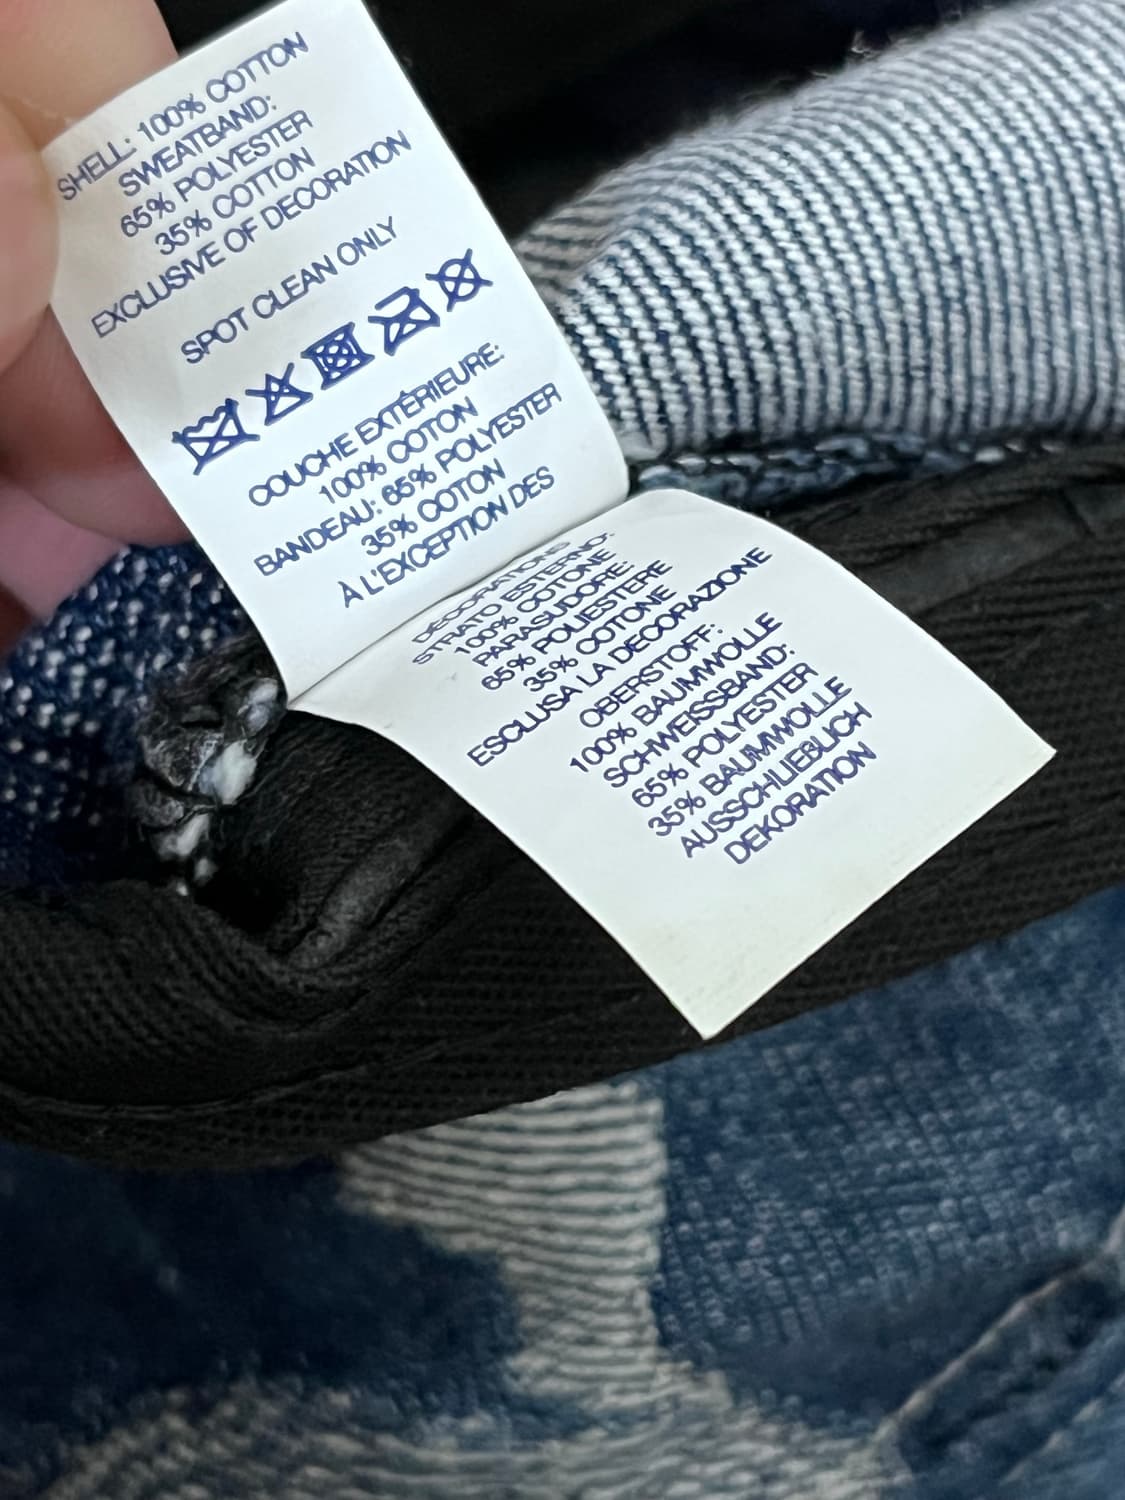 SHELL: 100% COTTON
SWEATBAND:
65% POLYESTER
35% COTTON
EXCLUSIVE OF DECORATION
SPOT CLEAN ONLY
COUCHE EXTÉRIEURE:
100% COTON
BANDEAU: 65% POLYESTER
35% COTON
À L'EXCEPTION DES
DÉCORATIONS
STRATO ESTERNO:
100% COTONE
PARASUDORE:
65% POLIESTERE
35% COTONE
ESCLUSA LA DECORAZIONE
OBERSTOFF:
100% BAUMWOLLE
SCHWEISSBAND:
65% POLYESTER
35% BAUMWOLLE
AUSSCHLIEBLICH
DEKORATION